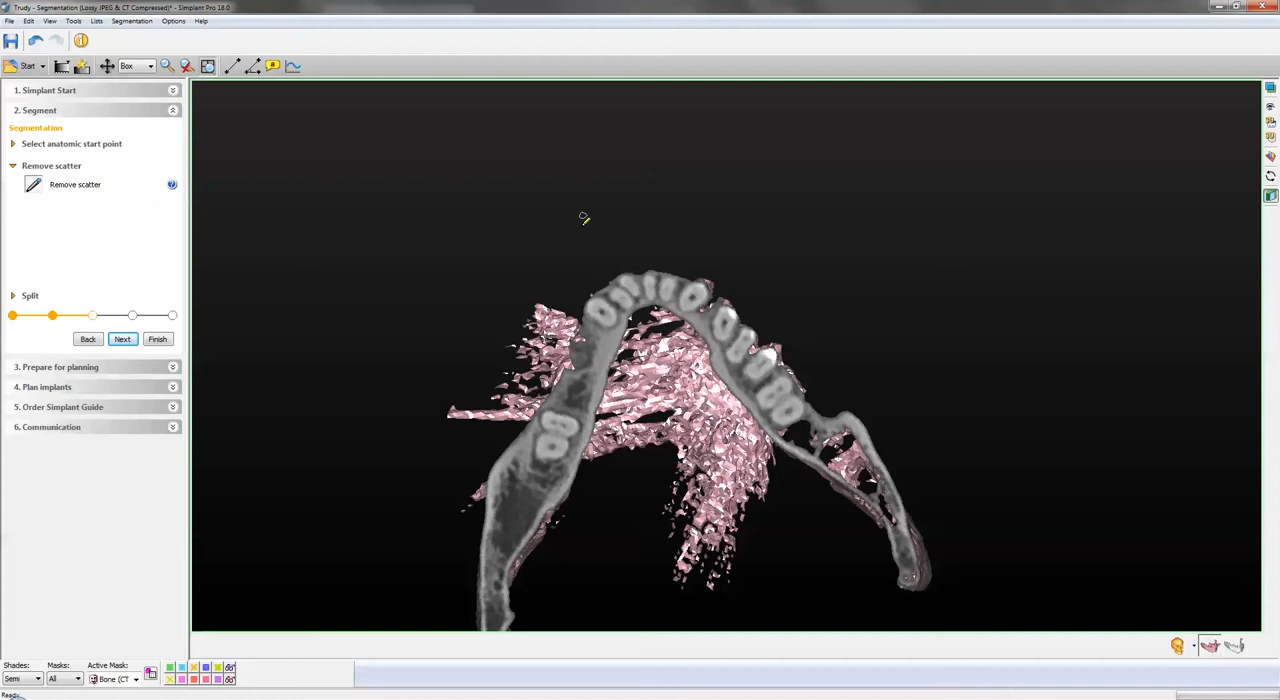 Trudy - Segmentation (Lossy JPEG & CT Compressed)* - Simplant Pro 18.0
File Edit View Tools Lists Segmentation Options Help
Start Box
1. Simplant Start
2. Segment
Segmentation
Select anatomic start point
Remove scatter
Remove scatter
Split
Back Next Finish
3. Prepare for planning
4. Plan implants
5. Order Simplant Guide
6. Communication
Shades: Masks: Active Mask:
Semi All Bone (CT
Ready